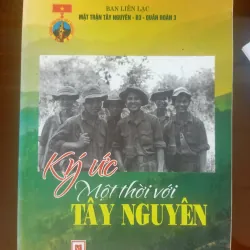 BAN LIÊN LẠC
MẶT TRẬN TÂY NGUYÊN - B3 - QUÂN ĐOÀN 3
Ký ức
Một thời với
TÂY NGUYÊN